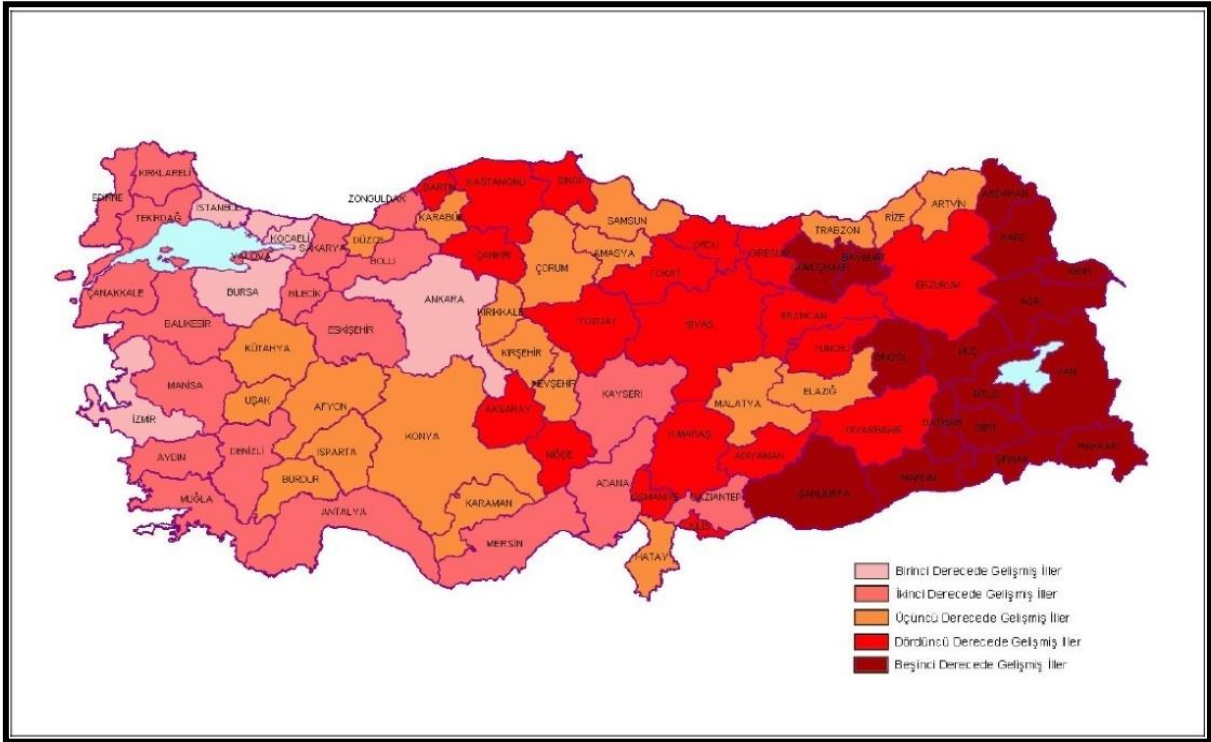 KIRKLARELİ
EDİRNE
TEKİRDAĞ
İSTANBUL
KOCAELİ
YALOVA
SAKARYA
ZONGULDAK
BARTIN
KASTAMONU
SİNOP
KARABÜK
DÜZCE
BOLU
ÇANKIRI
SAMSUN
AMASYA
ÇORUM
ORDU
TOKAT
GİRESUN
TRABZON
RİZE
ARTVİN
ARDAHAN
KARS
GÜMÜŞHANE
BAYBURT
IĞDIR
AĞRI
ERZURUM
ERZİNCAN
ÇANAKKALE
BURSA
BİLECİK
BALIKESİR
ESKİŞEHİR
ANKARA
KIRIKKALE
YOZGAT
SİVAS
TUNCELİ
BİNGÖL
MUŞ
VAN
BİTLİS
KÜTAHYA
KIRŞEHİR
NEVŞEHİR
KAYSERİ
MALATYA
ELAZIĞ
MANİSA
UŞAK
AFYON
İZMİR
KONYA
AKSARAY
DİYARBAKIR
BATMAN
SİİRT
ŞIRNAK
HAKKARİ
AYDIN
DENİZLİ
ISPARTA
BURDUR
NİĞDE
K.MARAŞ
ADIYAMAN
MARDİN
ŞANLIURFA
MUĞLA
ANTALYA
KARAMAN
MERSİN
ADANA
OSMANİYE
GAZİANTEP
KİLİS
HATAY
Birinci Derecede Gelişmiş İller
İkinci Derecede Gelişmiş İller
Üçüncü Derecede Gelişmiş İller
Dördüncü Derecede Gelişmiş İller
Beşinci Derecede Gelişmiş İller